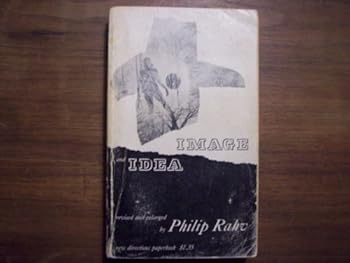 IMAGE
and IDEA
revised and enlarged
by Philip Rahv
new directions paperbook $1.35